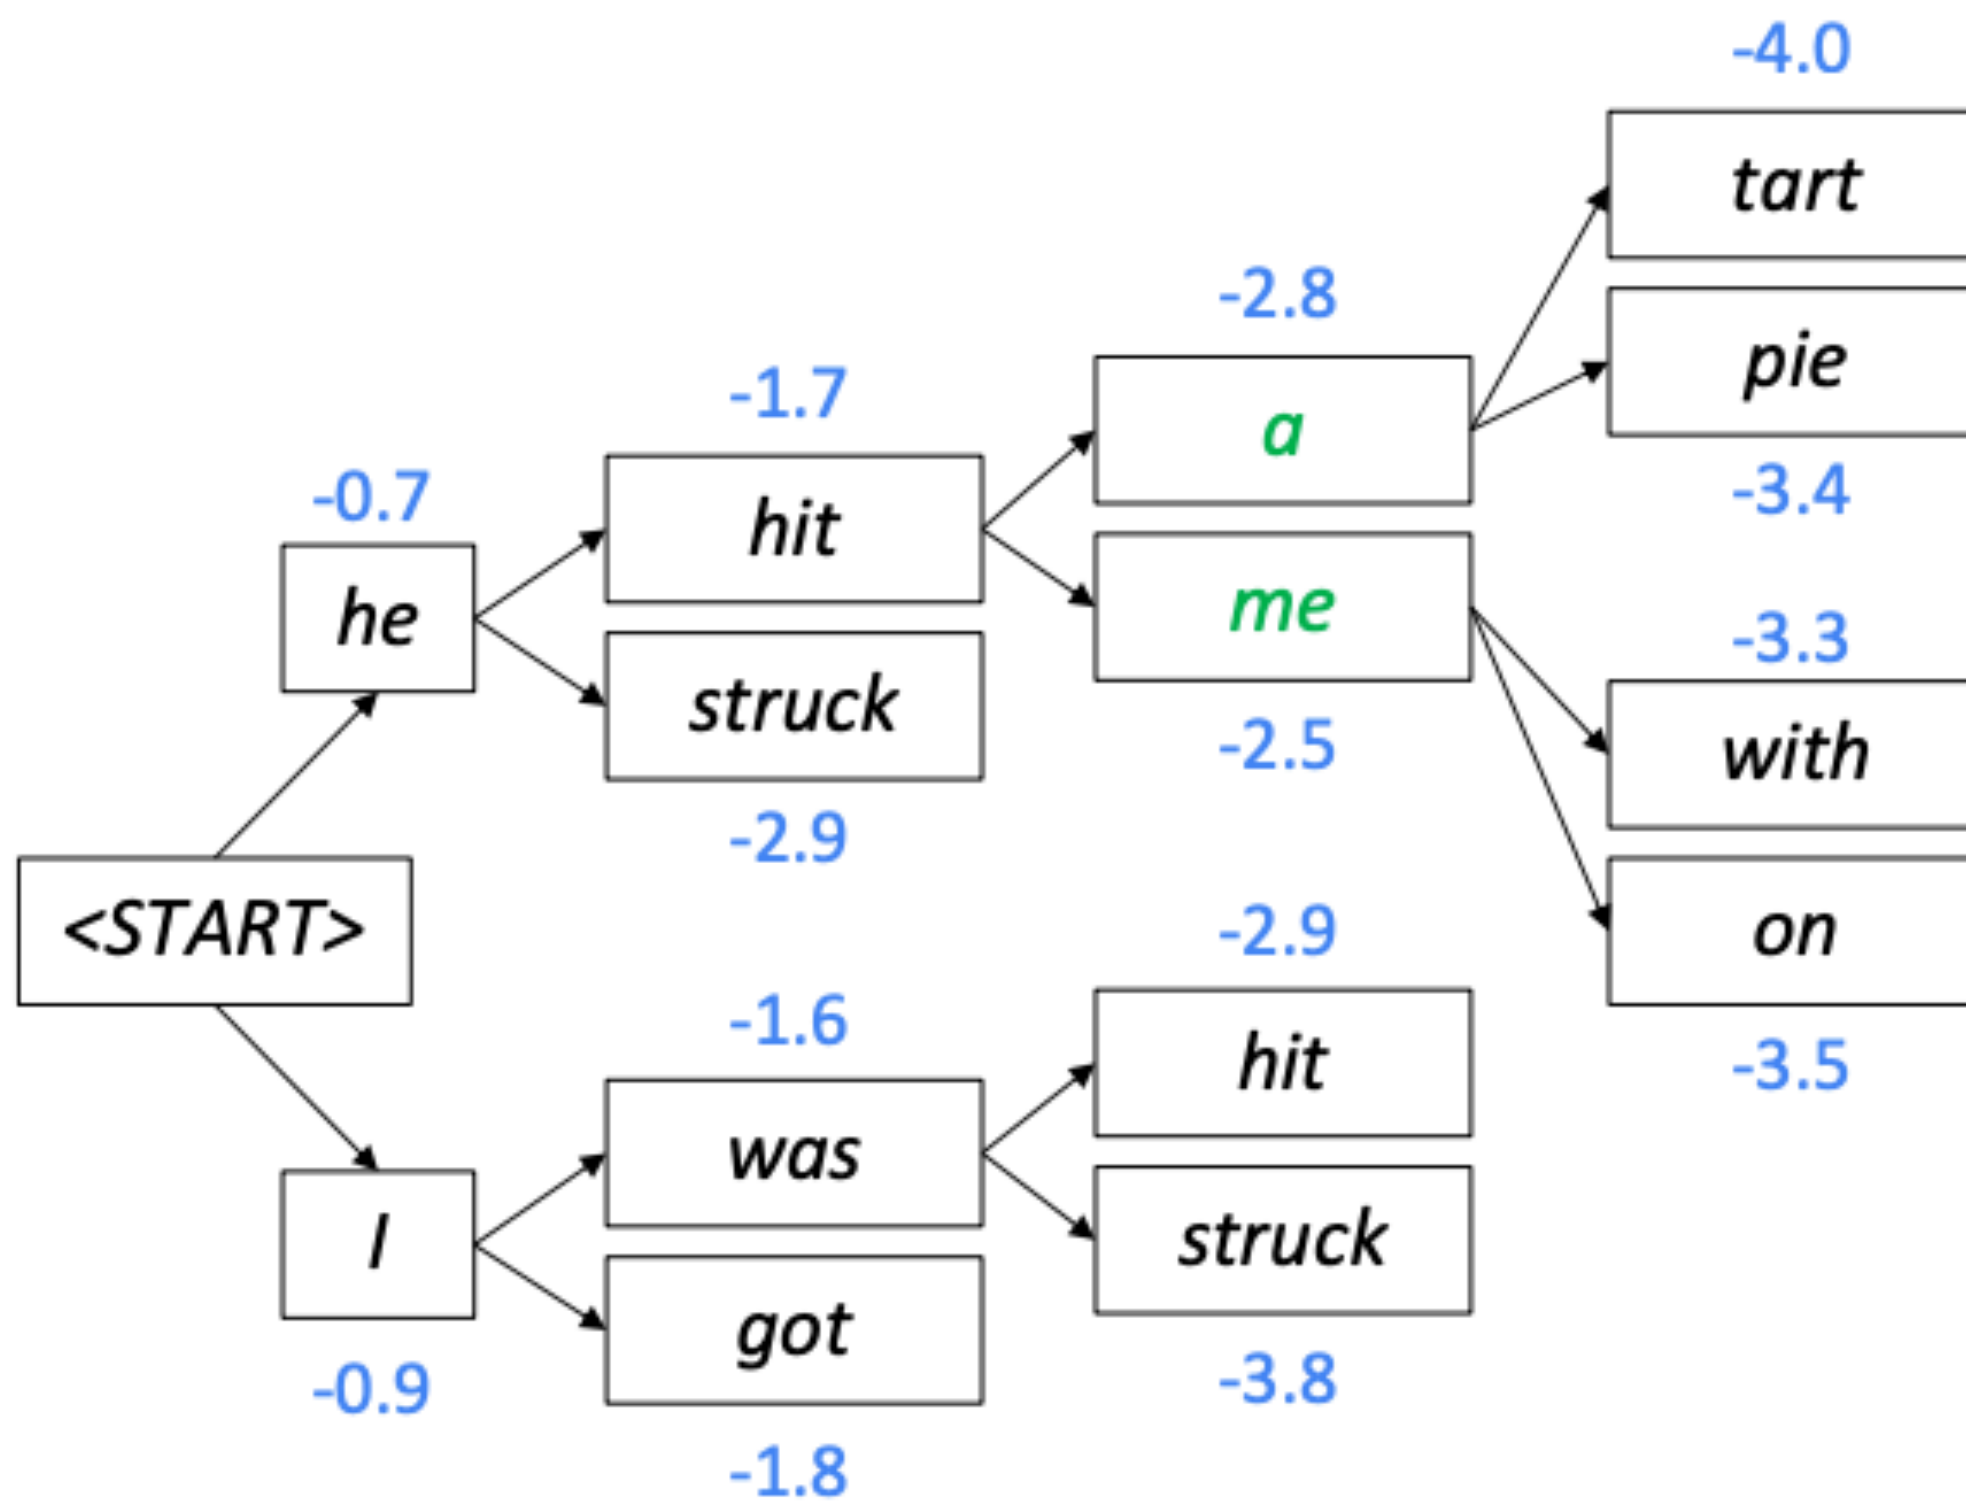 -4.0
tart
-2.8
pie
-1.7
a
-3.4
-0.7
hit
me
-3.3
he
struck
-2.5
with
-2.9
<START>
-2.9
on
-1.6
hit
-3.5
was
I
struck
got
-0.9
-3.8
-1.8